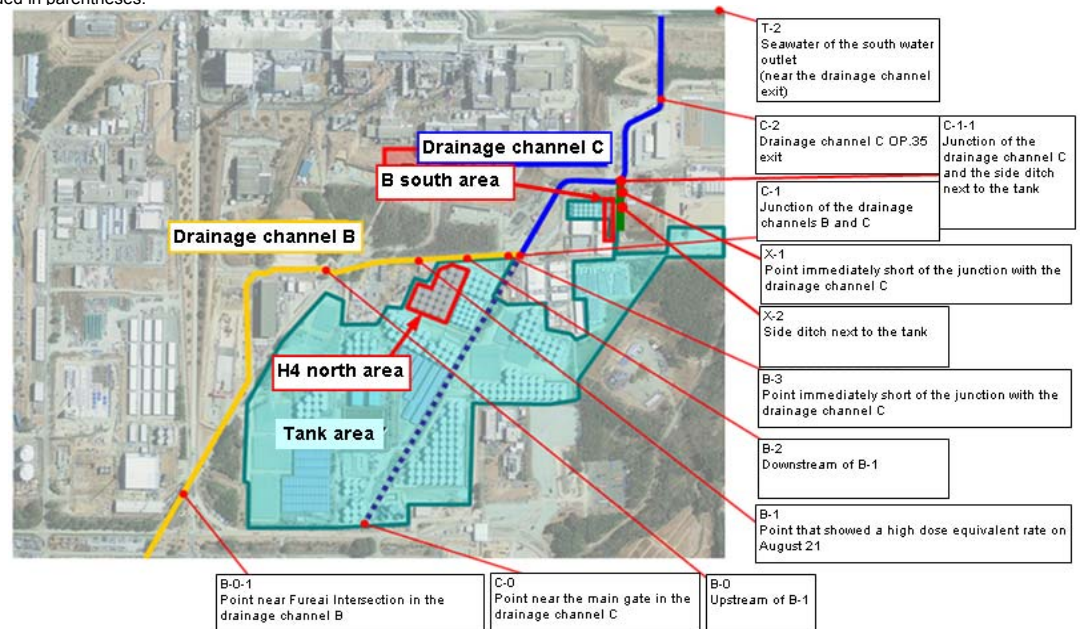 ded in parentheses.
T-2
Seawater of the south water
outlet
(near the drainage channel
exit)
C-2
Drainage channel C OP.35
exit
C-1-1
Junction of the
drainage channel C
and the side ditch
next to the tank
C-1
Junction of the drainage
channels B and C
X-1
Point immediately short of the junction with the
drainage channel C
X-2
Side ditch next to the tank
B-3
Point immediately short of the junction with the
drainage channel C
B-2
Downstream of B-1
B-1
Point that showed a high dose equivalent rate on
August 21
Drainage channel C
B south area
Drainage channel B
H4 north area
Tank area
B-0-1
Point near Fureai Intersection in the
drainage channel B
C-0
Point near the main gate in the
drainage channel C
B-0
Upstream of B-1